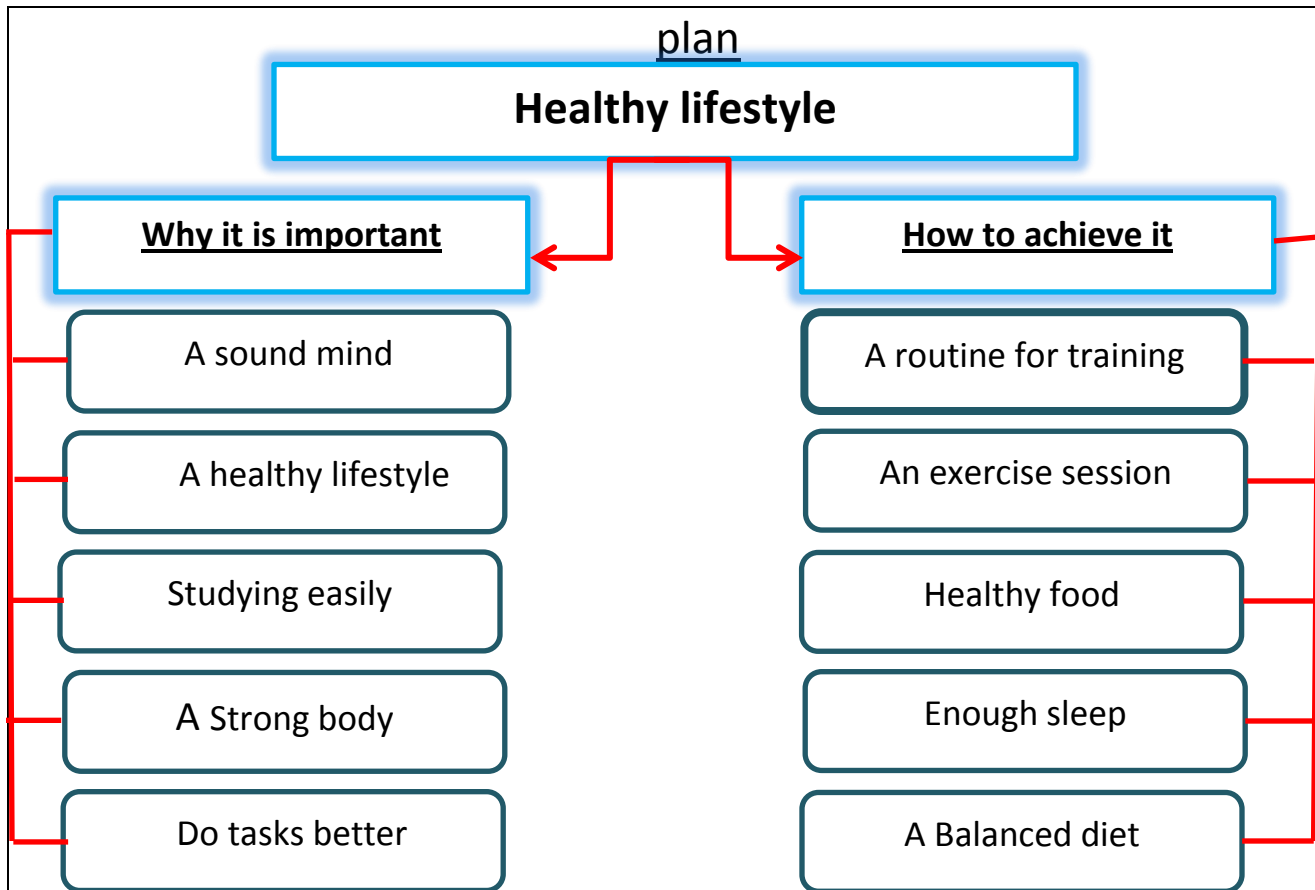 plan
Healthy lifestyle
Why it is important
A sound mind
A healthy lifestyle
Studying easily
A Strong body
Do tasks better
How to achieve it
A routine for training
An exercise session
Healthy food
Enough sleep
A Balanced diet